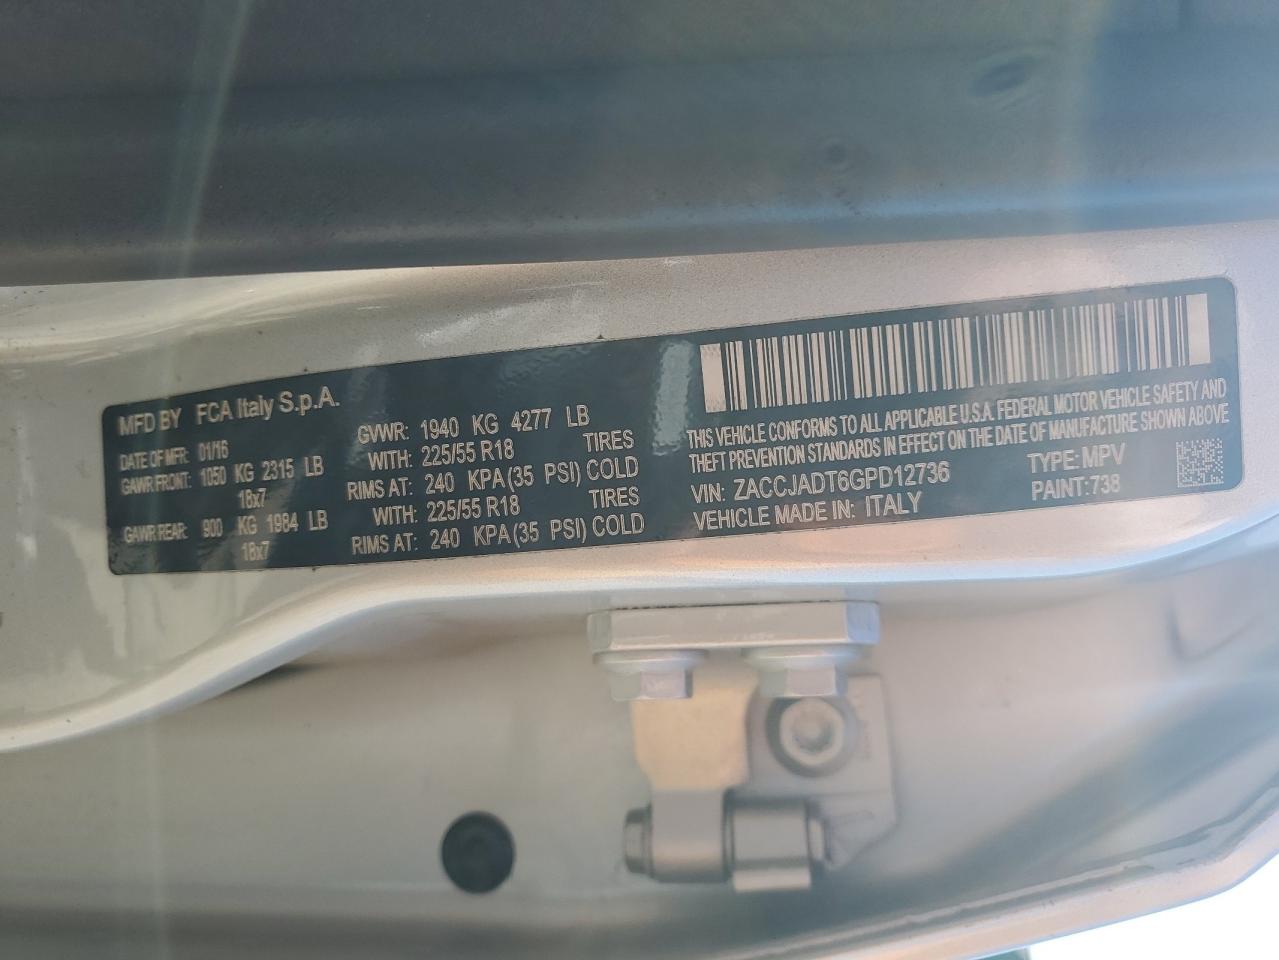 MFD BY FCA Italy S.p.A.
DATE OF MFR: 01/16
GAWR FRONT: 1050 KG 2315 LB
18x7
GAWR REAR: 900 KG 1984 LB
18x7
GVWR: 1940 KG 4277 LB
WITH: 225/55 R18 TIRES
RIMS AT: 240 KPA(35 PSI) COLD
WITH: 225/55 R18 TIRES
RIMS AT: 240 KPA(35 PSI) COLD
THIS VEHICLE CONFORMS TO ALL APPLICABLE U.S.A. FEDERAL MOTOR VEHICLE SAFETY AND
THEFT PREVENTION STANDARDS IN EFFECT ON THE DATE OF MANUFACTURE SHOWN ABOVE
VIN: ZACCJADT6GPD12736 TYPE: MPV
VEHICLE MADE IN: ITALY PAINT:738